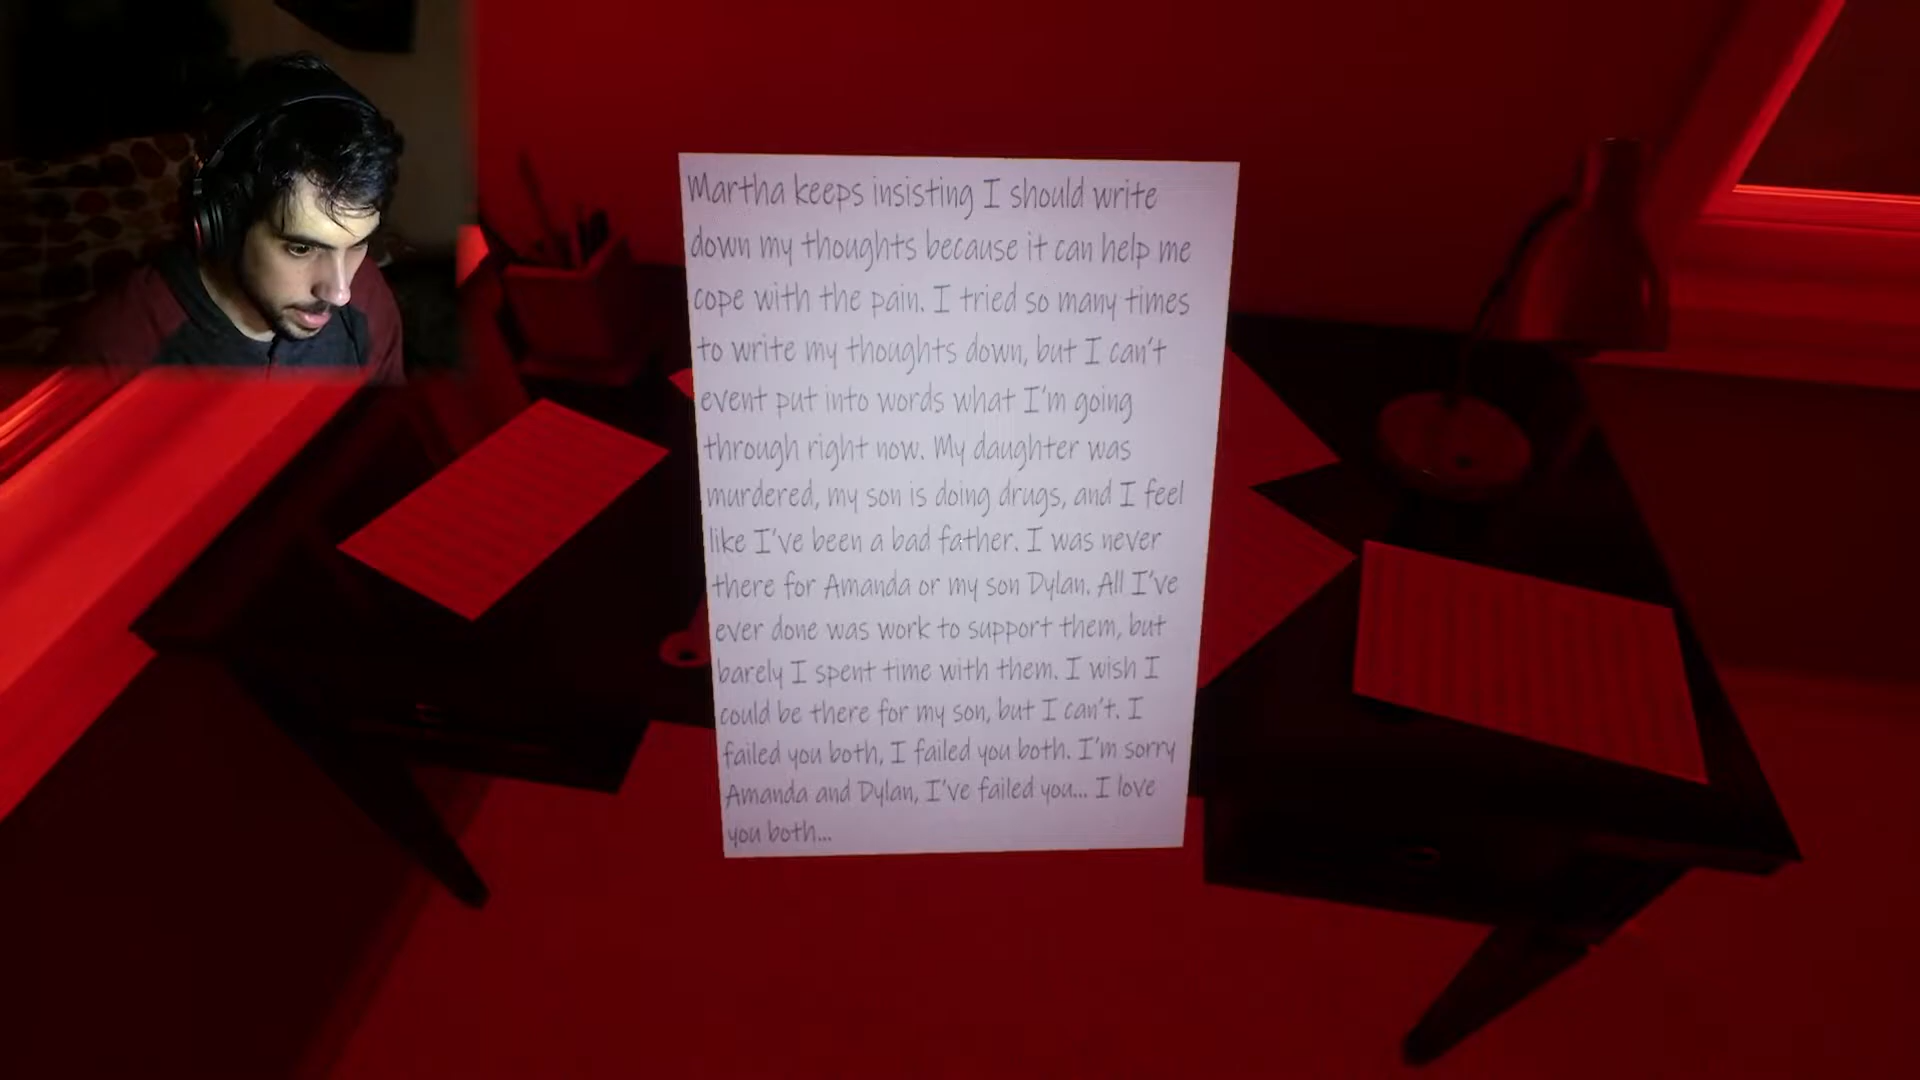 Martha keeps insisting I should write
down my thoughts because it can help me
cope with the pain. I tried so many times
to write my thoughts down, but I can't
event put into words what I'm going
through right now. My daughter was
murdered, my son is doing drugs, and I feel
like I've been a bad father. I was never
there for Amanda or my son Dylan. All I've
ever done was work to support them, but
barely I spent time with them. I wish I
could be there for my son, but I can't. I
failed you both, I failed you both. I'm sorry
Amanda and Dylan, I've failed you... I love
you both...